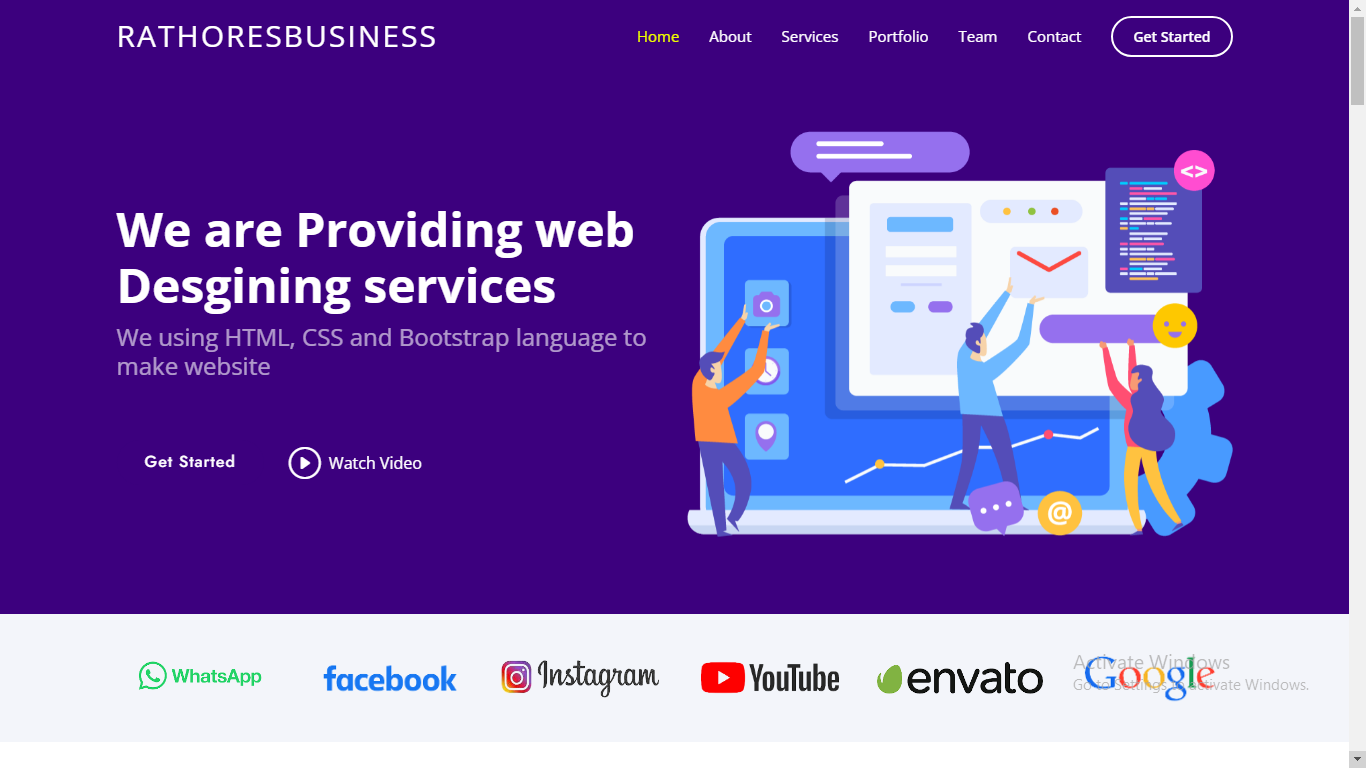 RATHORESBUSINESS
Home About Services Portfolio Team Contact Get Started
<>
We are Providing web
Desgining services
We using HTML, CSS and Bootstrap language to
make website
Get Started Watch Video
@
WhatsApp facebook Instagram YouTube envato Google
Activate Windows
Go to Settings to activate Windows.